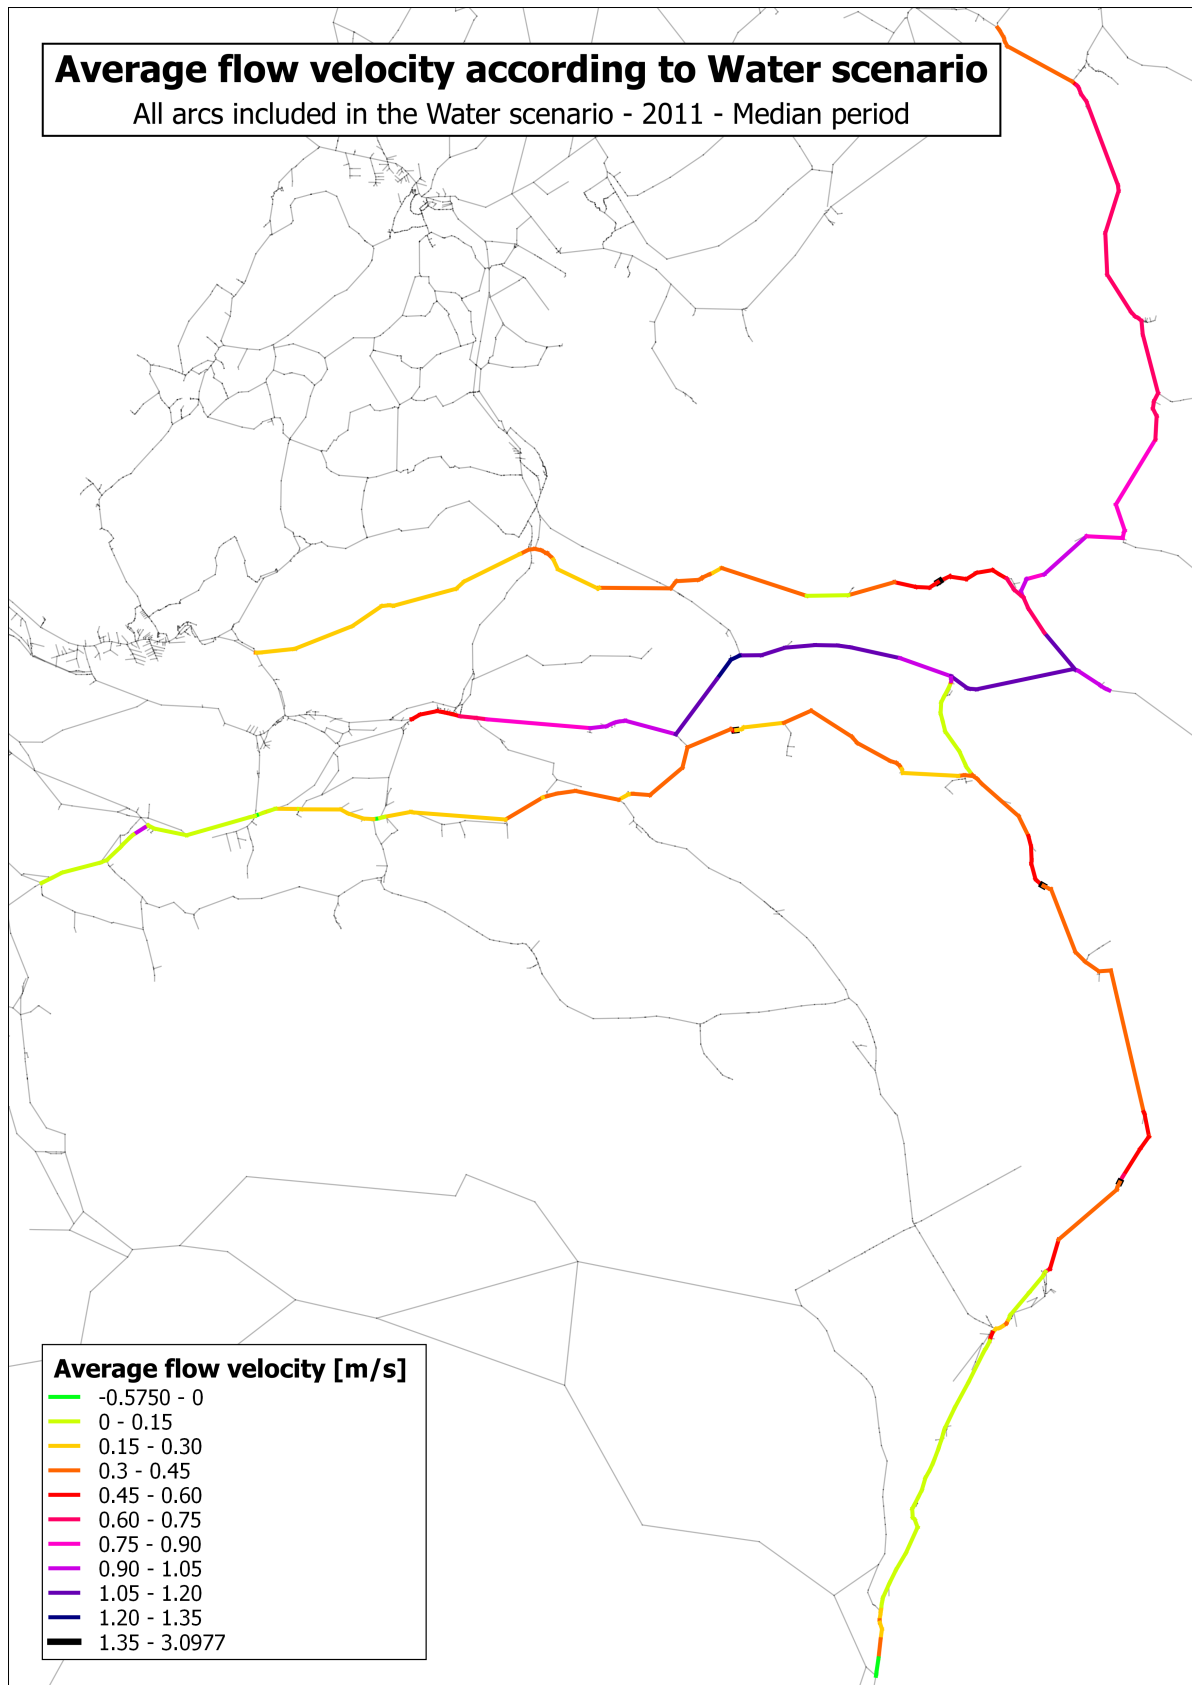 Average flow velocity according to Water scenario
All arcs included in the Water scenario - 2011 - Median period
Average flow velocity [m/s]
-0.5750 - 0
0 - 0.15
0.15 - 0.30
0.3 - 0.45
0.45 - 0.60
0.60 - 0.75
0.75 - 0.90
0.90 - 1.05
1.05 - 1.20
1.20 - 1.35
1.35 - 3.0977